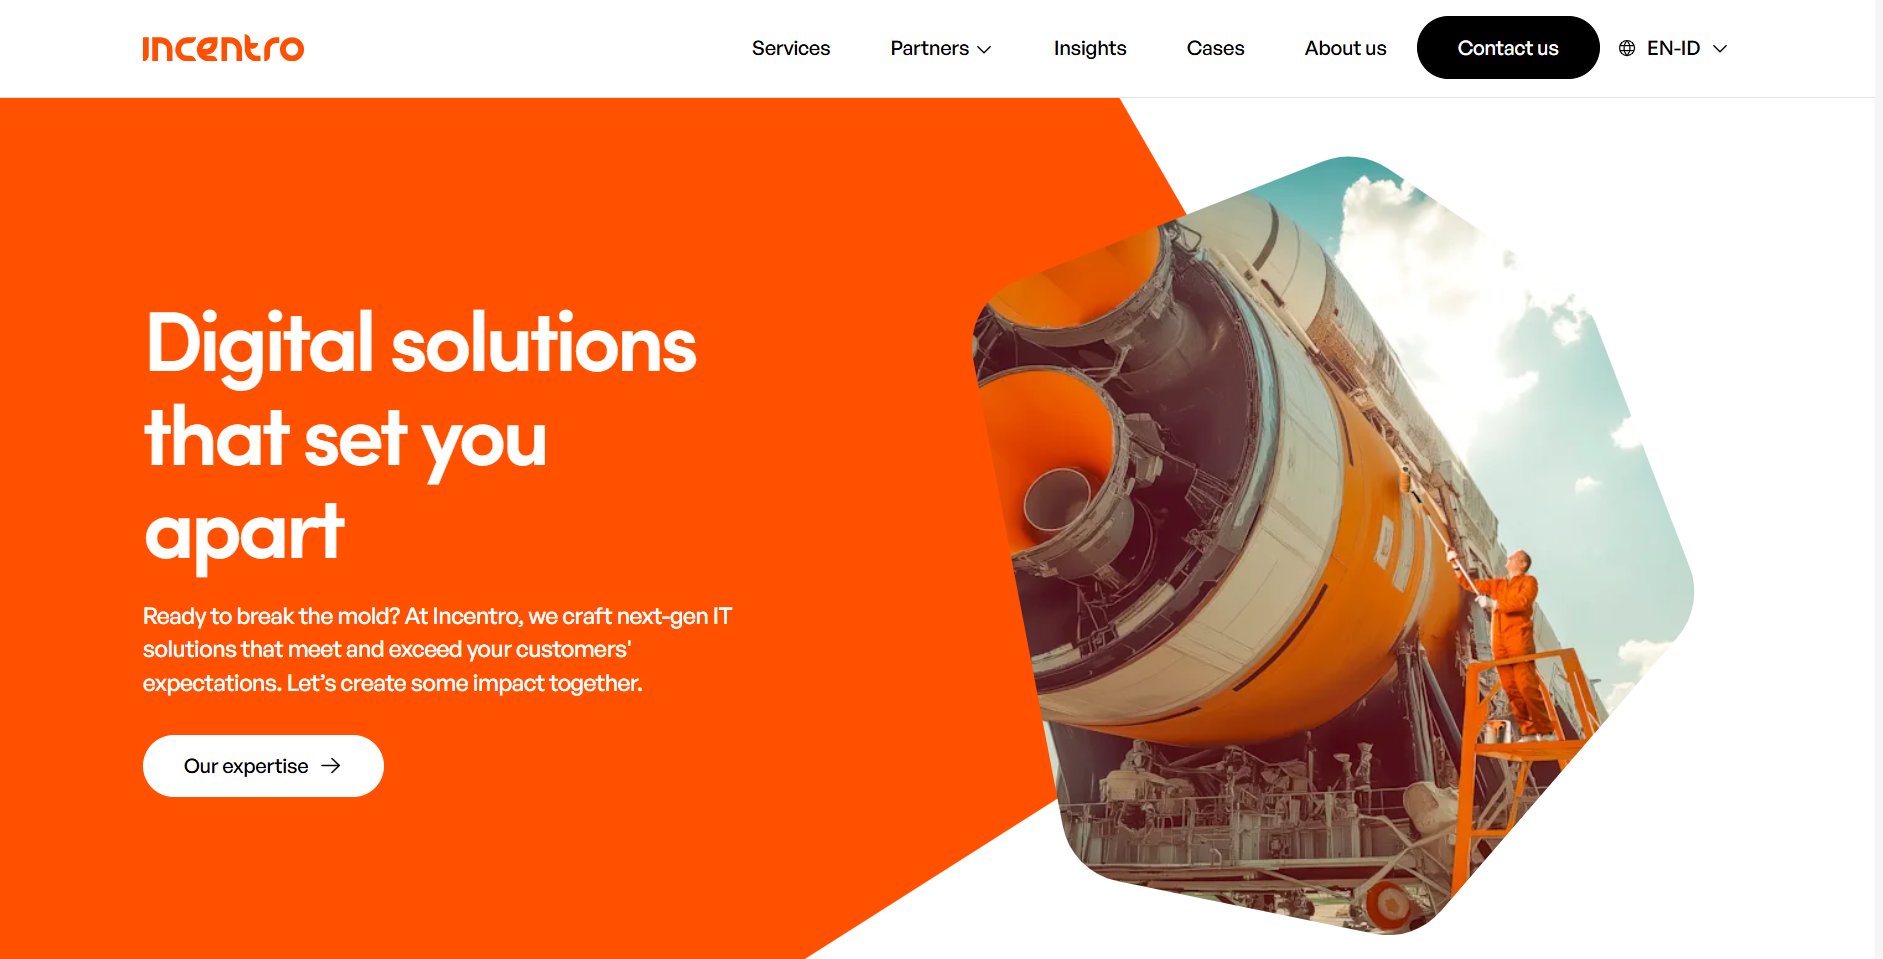 incentro
Services
Partners
Insights
Cases
About us
Contact us
EN-ID
Digital solutions
that set you
apart
Ready to break the mold? At Incentro, we craft next-gen IT
solutions that meet and exceed your customers'
expectations. Let’s create some impact together.
Our expertise